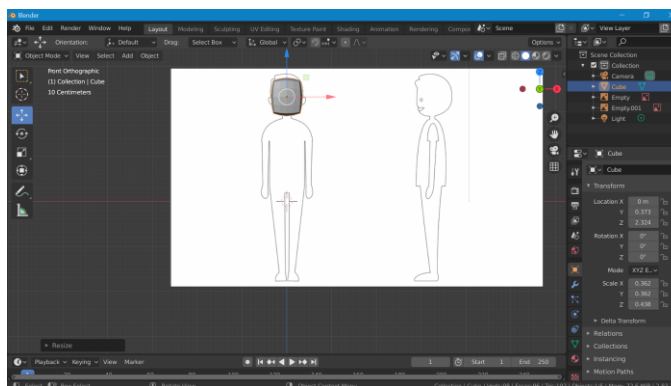 Blender
File Edit Render Window Help Layout Modeling Sculpting UV Editing Texture Paint Shading Animation Rendering Compo Scene View Layer
Orientation: Default Drag: Select Box Global Options
Object Mode View Select Add Object
Front Orthographic
(1) Collection | Cube
10 Centimeters
Resize
Playback Keying View Marker 1 Start 1 End 250
Scene Collection
Collection
Camera
Cube
Empty
Empty.001
Light
Cube
Cube
Transform
Location X 0 m
Y 0.373
Z 2.324
Rotation X 0°
Y 0°
Z 0°
Mode XYZ E..
Scale X 0.362
Y 0.362
Z 0.438
Delta Transform
Relations
Collections
Instancing
Motion Paths